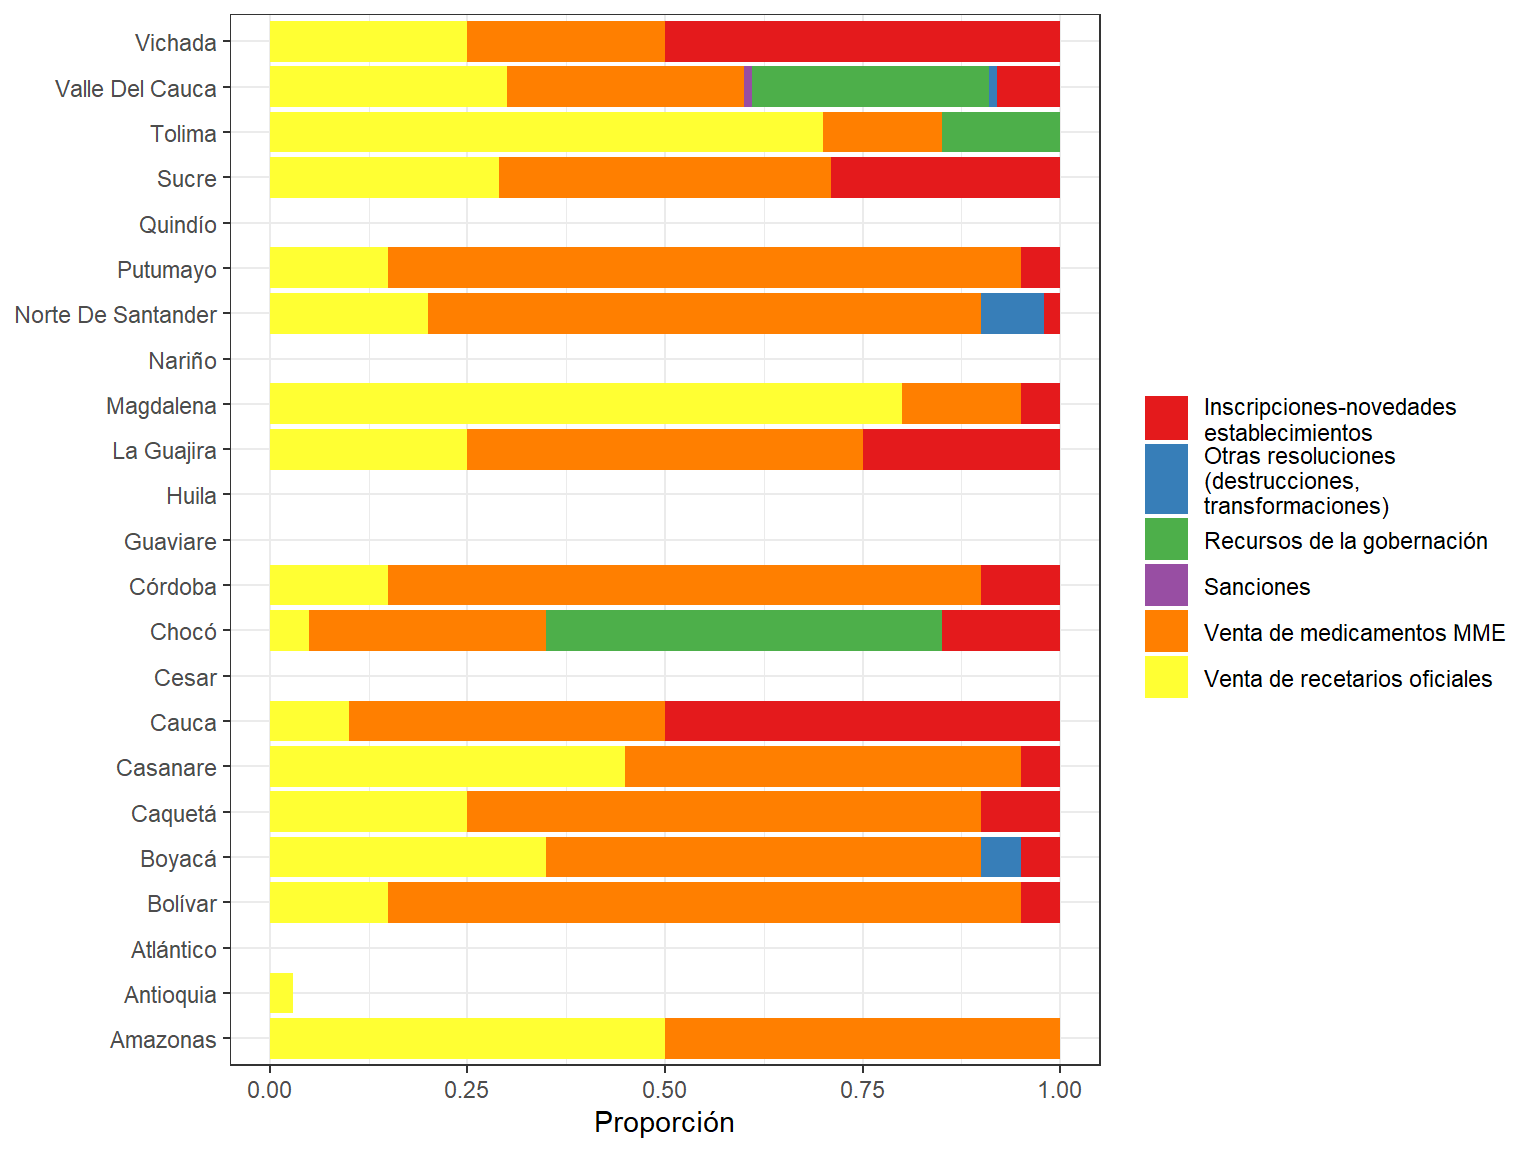 Vichada
Valle Del Cauca
Tolima
Sucre
Quindío
Putumayo
Norte De Santander
Nariño
Magdalena
La Guajira
Huila
Guaviare
Córdoba
Chocó
Cesar
Cauca
Casanare
Caquetá
Boyacá
Bolívar
Atlántico
Antioquia
Amazonas
0.00 0.25 0.50 0.75 1.00
Proporción
Inscripciones-novedades
establecimientos
Otras resoluciones
(destrucciones,
transformaciones)
Recursos de la gobernación
Sanciones
Venta de medicamentos MME
Venta de recetarios oficiales